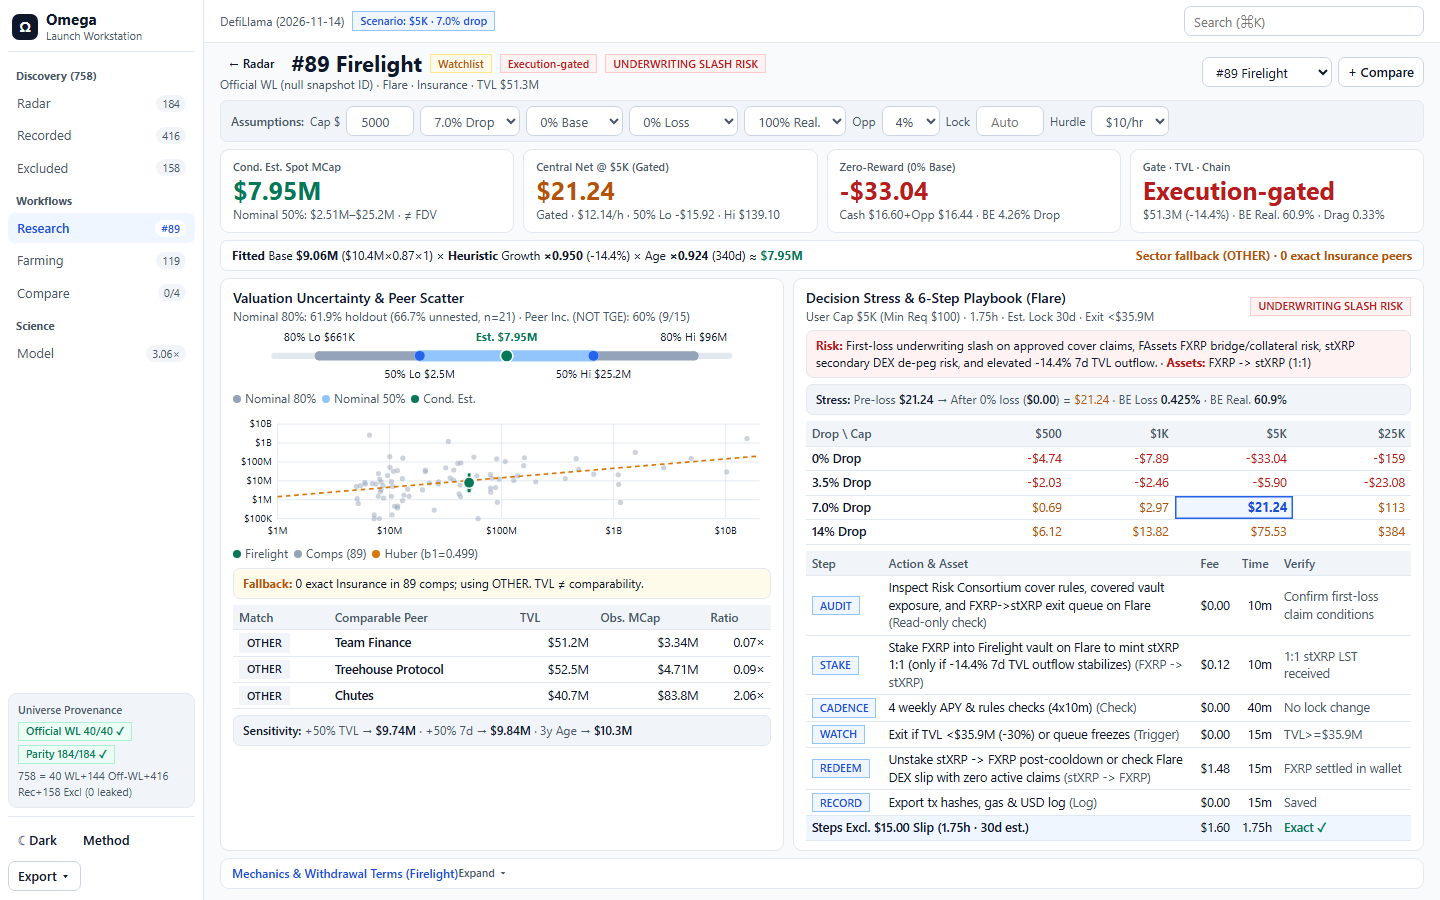 Ω
Omega
Launch Workstation
Discovery (758)
Radar 184
Recorded 416
Excluded 158
Workflows
Research #89
Farming 119
Compare 0/4
Science
Model 3.06×
Universe Provenance
Official WL 40/40 ✓
Parity 184/184 ✓
758 = 40 WL+144 Off-WL+416
Rec+158 Excl (0 leaked)
☾ Dark Method
Export ▾
DefiLlama (2026-11-14) Scenario: $5K · 7.0% drop
Search (⌘K)
← Radar #89 Firelight Watchlist Execution-gated UNDERWRITING SLASH RISK
Official WL (null snapshot ID) · Flare · Insurance · TVL $51.3M
#89 Firelight + Compare
Assumptions: Cap $ 5000 7.0% Drop 0% Base 0% Loss 100% Real. Opp 4% Lock Auto Hurdle $10/hr
Cond. Est. Spot MCap
$7.95M
Nominal 50%: $2.51M–$25.2M · ≠ FDV
Central Net @ $5K (Gated)
$21.24
Gated · $12.14/h · 50% Lo -$15.92 · Hi $139.10
Zero-Reward (0% Base)
-$33.04
Cash $16.60+Opp $16.44 · BE 4.26% Drop
Gate · TVL · Chain
Execution-gated
$51.3M (-14.4%) · BE Real. 60.9% · Drag 0.33%
Fitted Base $9.06M ($10.4M×0.87×1) × Heuristic Growth ×0.950 (-14.4%) × Age ×0.924 (340d) ≈ $7.95M
Sector fallback (OTHER) · 0 exact Insurance peers
Valuation Uncertainty & Peer Scatter
Nominal 80%: 61.9% holdout (66.7% unnested, n=21) · Peer Inc. (NOT TGE): 60% (9/15)
80% Lo $661K Est. $7.95M 80% Hi $96M
50% Lo $2.5M 50% Hi $25.2M
Nominal 80% Nominal 50% Cond. Est.
$10B
$1B
$100M
$10M
$1M
$100K
$1M $10M $100M $1B $10B
Firelight Comps (89) Huber (b1=0.499)
Fallback: 0 exact Insurance in 89 comps; using OTHER. TVL ≠ comparability.
Match Comparable Peer TVL Obs. MCap Ratio
OTHER Team Finance $51.2M $3.34M 0.07×
OTHER Treehouse Protocol $52.5M $4.71M 0.09×
OTHER Chutes $40.7M $83.8M 2.06×
Sensitivity: +50% TVL → $9.74M · +50% 7d → $9.84M · 3y Age → $10.3M
Decision Stress & 6-Step Playbook (Flare)
User Cap $5K (Min Req $100) · 1.75h · Est. Lock 30d · Exit <$35.9M
UNDERWRITING SLASH RISK
Risk: First-loss underwriting slash on approved cover claims, FAssets FXRP bridge/collateral risk, stXRP
secondary DEX de-peg risk, and elevated -14.4% 7d TVL outflow. · Assets: FXRP -> stXRP (1:1)
Stress: Pre-loss $21.24 → After 0% loss ($0.00) = $21.24 · BE Loss 0.425% · BE Real. 60.9%
Drop \ Cap $500 $1K $5K $25K
0% Drop -$4.74 -$7.89 -$33.04 -$159
3.5% Drop -$2.03 -$2.46 -$5.90 -$23.08
7.0% Drop $0.69 $2.97 $21.24 $113
14% Drop $6.12 $13.82 $75.53 $384
Step Action & Asset Fee Time Verify
AUDIT Inspect Risk Consortium cover rules, covered vault
exposure, and FXRP->stXRP exit queue on Flare
(Read-only check) $0.00 10m Confirm first-loss
claim conditions
STAKE Stake FXRP into Firelight vault on Flare to mint stXRP
1:1 (only if -14.4% 7d TVL outflow stabilizes) (FXRP ->
stXRP) $0.12 10m 1:1 stXRP LST
received
CADENCE 4 weekly APY & rules checks (4x10m) (Check) $0.00 40m No lock change
WATCH Exit if TVL <$35.9M (-30%) or queue freezes (Trigger) $0.00 15m TVL>=$35.9M
REDEEM Unstake stXRP -> FXRP post-cooldown or check Flare
DEX slip with zero active claims (stXRP -> FXRP) $1.48 15m FXRP settled in wallet
RECORD Export tx hashes, gas & USD log (Log) $0.00 15m Saved
Steps Excl. $15.00 Slip (1.75h · 30d est.) $1.60 1.75h Exact ✓
Mechanics & Withdrawal Terms (Firelight)Expand ▾